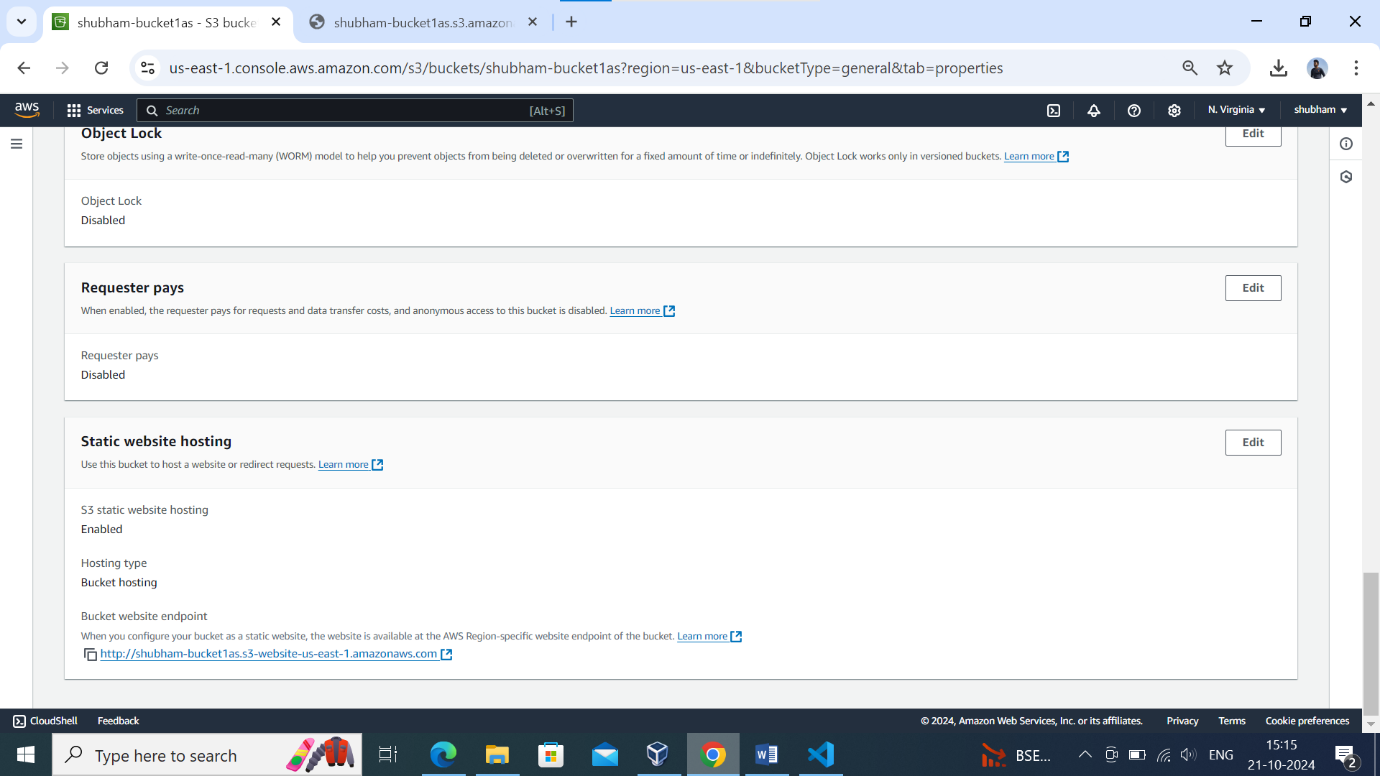 shubham-bucket1as - S3 bucke
shubham-bucket1as.s3.amazon
us-east-1.console.aws.amazon.com/s3/buckets/shubham-bucket1as?region=us-east-1&bucketType=general&tab=properties
aws
Services
Search
[Alt+S]
N. Virginia
shubham
Object Lock
Edit
Store objects using a write-once-read-many (WORM) model to help you prevent objects from being deleted or overwritten for a fixed amount of time or indefinitely. Object Lock works only in versioned buckets. Learn more
Object Lock
Disabled
Requester pays
Edit
When enabled, the requester pays for requests and data transfer costs, and anonymous access to this bucket is disabled. Learn more
Requester pays
Disabled
Static website hosting
Edit
Use this bucket to host a website or redirect requests. Learn more
S3 static website hosting
Enabled
Hosting type
Bucket hosting
Bucket website endpoint
When you configure your bucket as a static website, the website is available at the AWS Region-specific website endpoint of the bucket. Learn more
http://shubham-bucket1as.s3-website-us-east-1.amazonaws.com
CloudShell
Feedback
© 2024, Amazon Web Services, Inc. or its affiliates.
Privacy
Terms
Cookie preferences
Type here to search
BSE...
ENG
15:15
21-10-2024
2